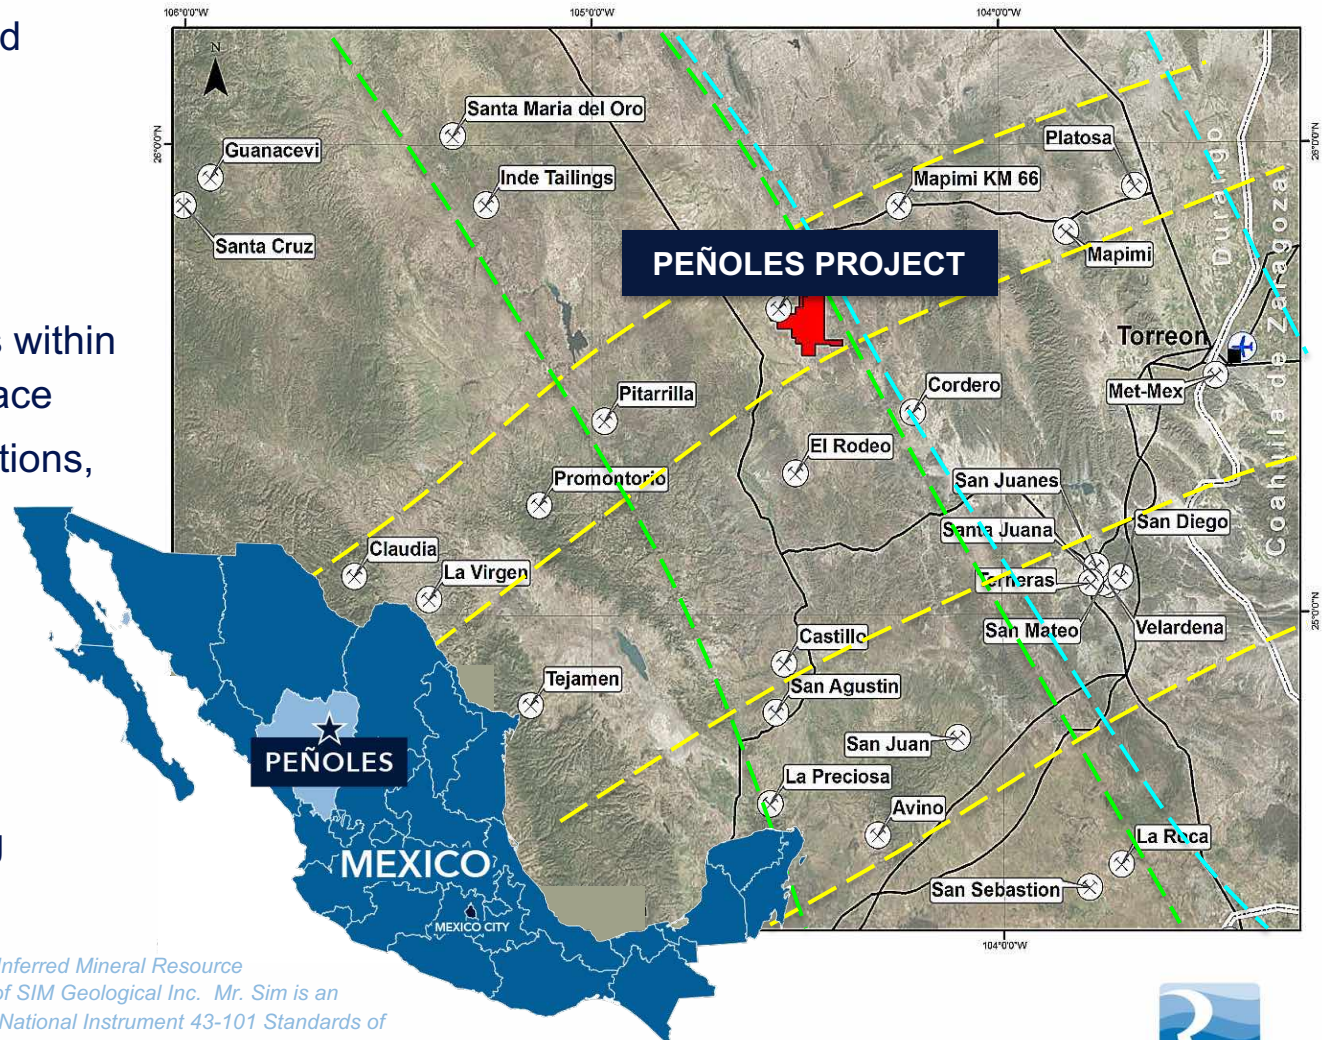 d
s within
ace
tions,
g
106°0'0"W
105°0'0"W
104°0'0"W
N
26°0'0"N
26°0'0"N
Santa Maria del Oro
Guanacevi
Inde Tailings
Santa Cruz
Platosa
Mapimi KM 66
Mapimi
Durango
Coahuila de Zaragoza
PEÑOLES PROJECT
Torreon
Met-Mex
Pitarrilla
Cordero
El Rodeo
Promontorio
San Juanes
Santa Juana
San Diego
Claudia
La Virgen
Terneras
San Mateo
Velardena
25°0'0"N
Castillo
San Agustin
Tejamen
San Juan
La Preciosa
Avino
La Roca
San Sebastion
104°0'0"W
PEÑOLES
MEXICO
MEXICO CITY
Inferred Mineral Resource
of SIM Geological Inc. Mr. Sim is an
National Instrument 43-101 Standards of